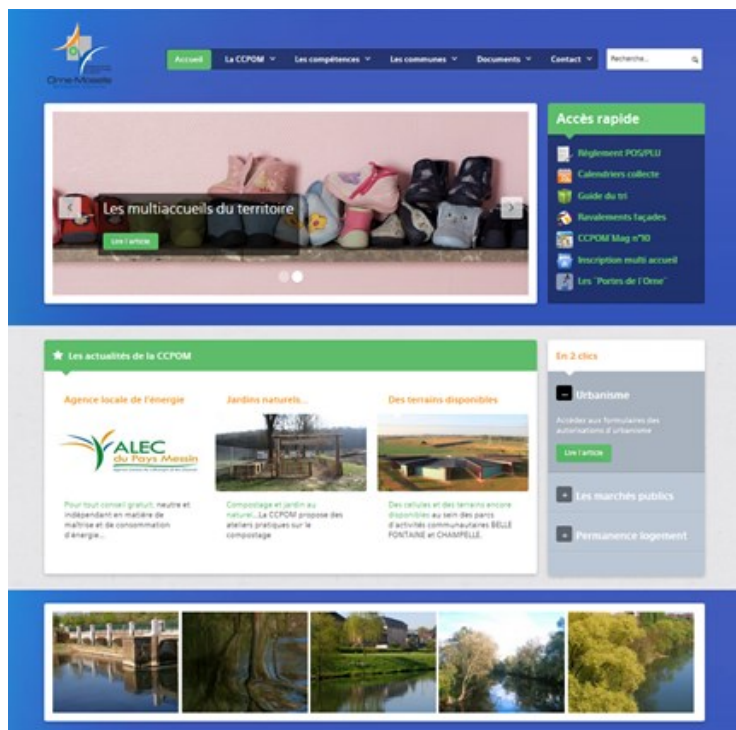 Orne-Moselle
Accueil
La CCPOM
Les compétences
Les communes
Documents
Contact
Recherche...
Les multiaccueils du territoire
Lire l'article
Accès rapide
Règlement POS/PLU
Calendriers collecte
Guide du tri
Ravalements façades
CCPOM'Mag n°10
Inscription multi accueil
Les "Portes de l'Orne"
Les actualités de la CCPOM
Agence locale de l'énergie
ALEC
du Pays Messin
Pour tout conseil gratuit, neutre et
indépendant en matière de
maîtrise et de consommation
d'énergie...
Jardins naturels...
Compostage et jardin au
naturel...La CCPOM propose des
ateliers pratiques sur le
compostage
Des terrains disponibles
Des cellules et des terrains encore
disponibles au sein des parcs
d'activités communautaires BELLE
FONTAINE et CHAMPELLE.
En 2 clics
Urbanisme
Accédez aux formulaires des
autorisations d'urbanisme
Lire l'article
Les marchés publics
Permanence logement